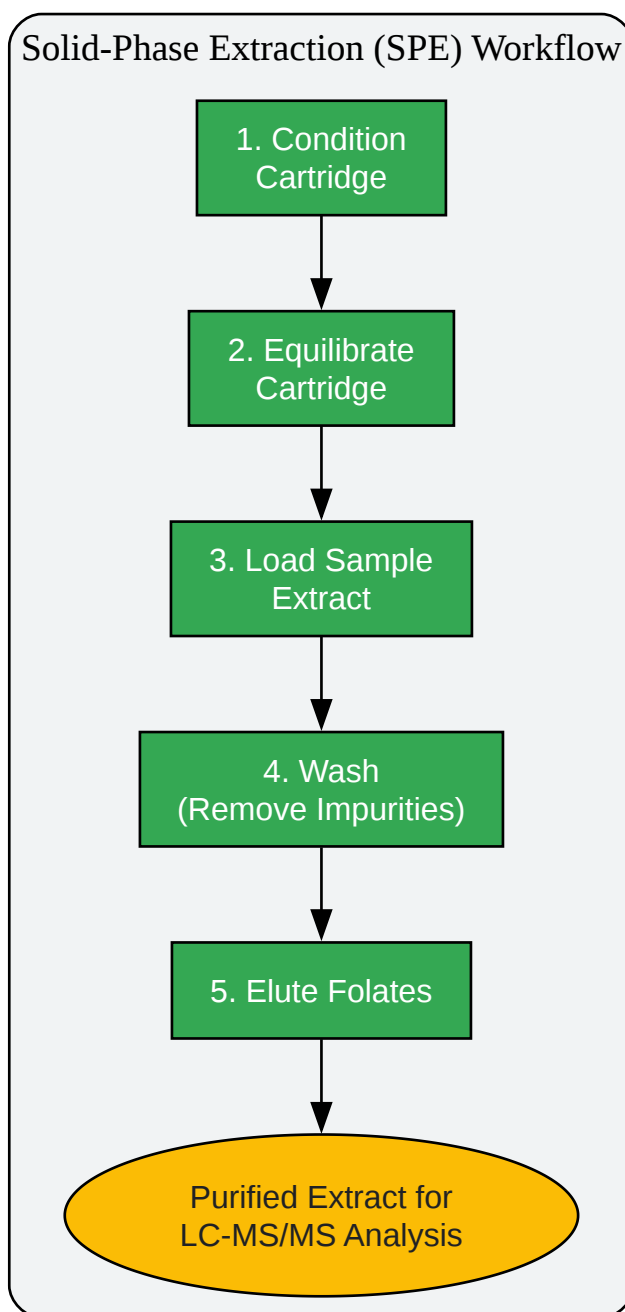 Solid-Phase Extraction (SPE) Workflow
1. Condition
Cartridge
2. Equilibrate
Cartridge
3. Load Sample
Extract
4. Wash
(Remove Impurities)
5. Elute Folates
Purified Extract for
LC-MS/MS Analysis